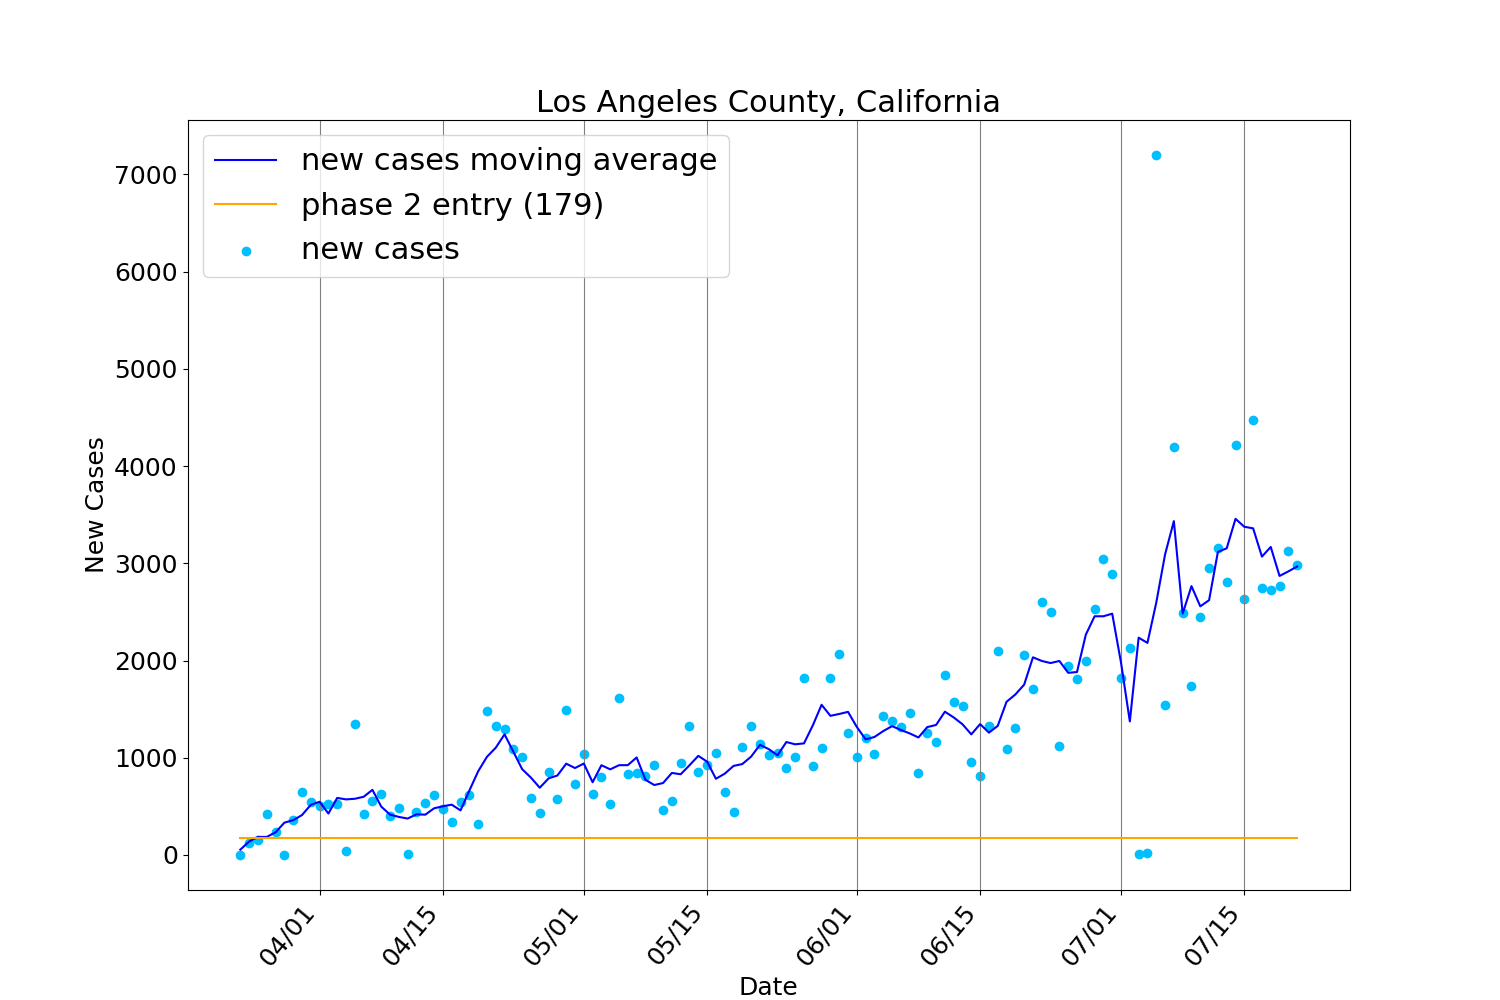 Los Angeles County, California
new cases moving average
phase 2 entry (179)
new cases
7000
6000
5000
4000
3000
2000
1000
0
New Cases
04/01
04/15
05/01
05/15
06/01
06/15
07/01
07/15
Date